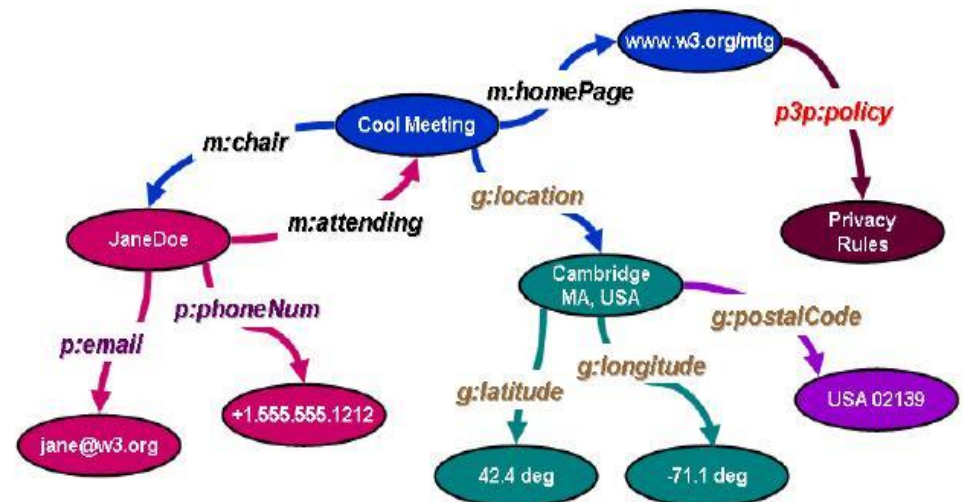 www.w3.org/mtg
m:homePage
p3p:policy
Cool Meeting
m:chair
g:location
m:attending
JaneDoe
Privacy
Rules
Cambridge
MA, USA
p:phoneNum
g:postalCode
p:email
g:longitude
g:latitude
USA 02139
+1.555.555.1212
jane@w3.org
42.4 deg
-71.1 deg